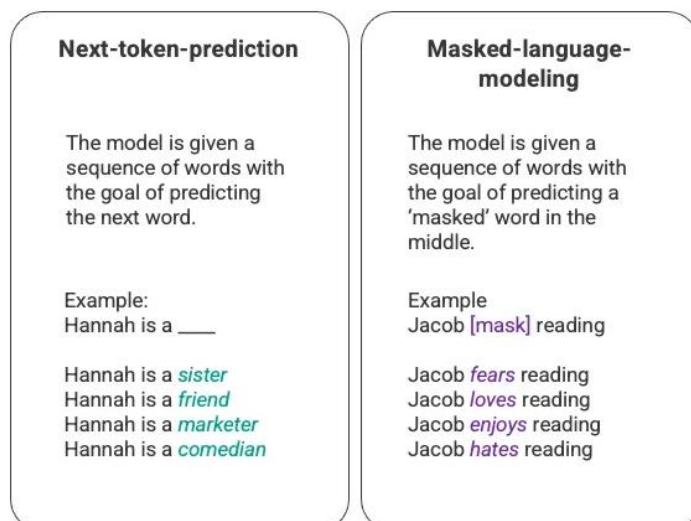 Next-token-prediction
The model is given a
sequence of words with
the goal of predicting
the next word.
Example:
Hannah is a ____
Hannah is a sister
Hannah is a friend
Hannah is a marketer
Hannah is a comedian
Masked-language-
modeling
The model is given a
sequence of words with
the goal of predicting a
‘masked’ word in the
middle.
Example
Jacob [mask] reading
Jacob fears reading
Jacob loves reading
Jacob enjoys reading
Jacob hates reading